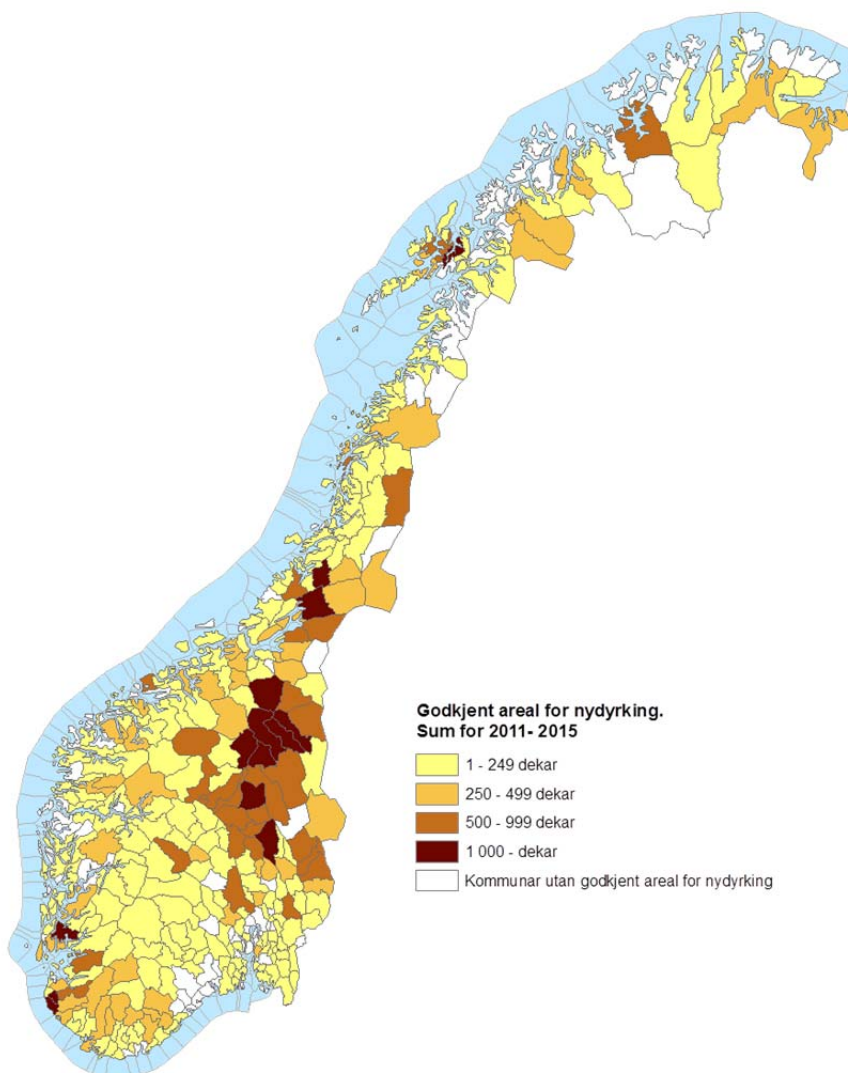 Godkjent areal for nydyrking.
Sum for 2011- 2015
1 - 249 dekar
250 - 499 dekar
500 - 999 dekar
1 000 - dekar
Kommunar utan godkjent areal for nydyrking